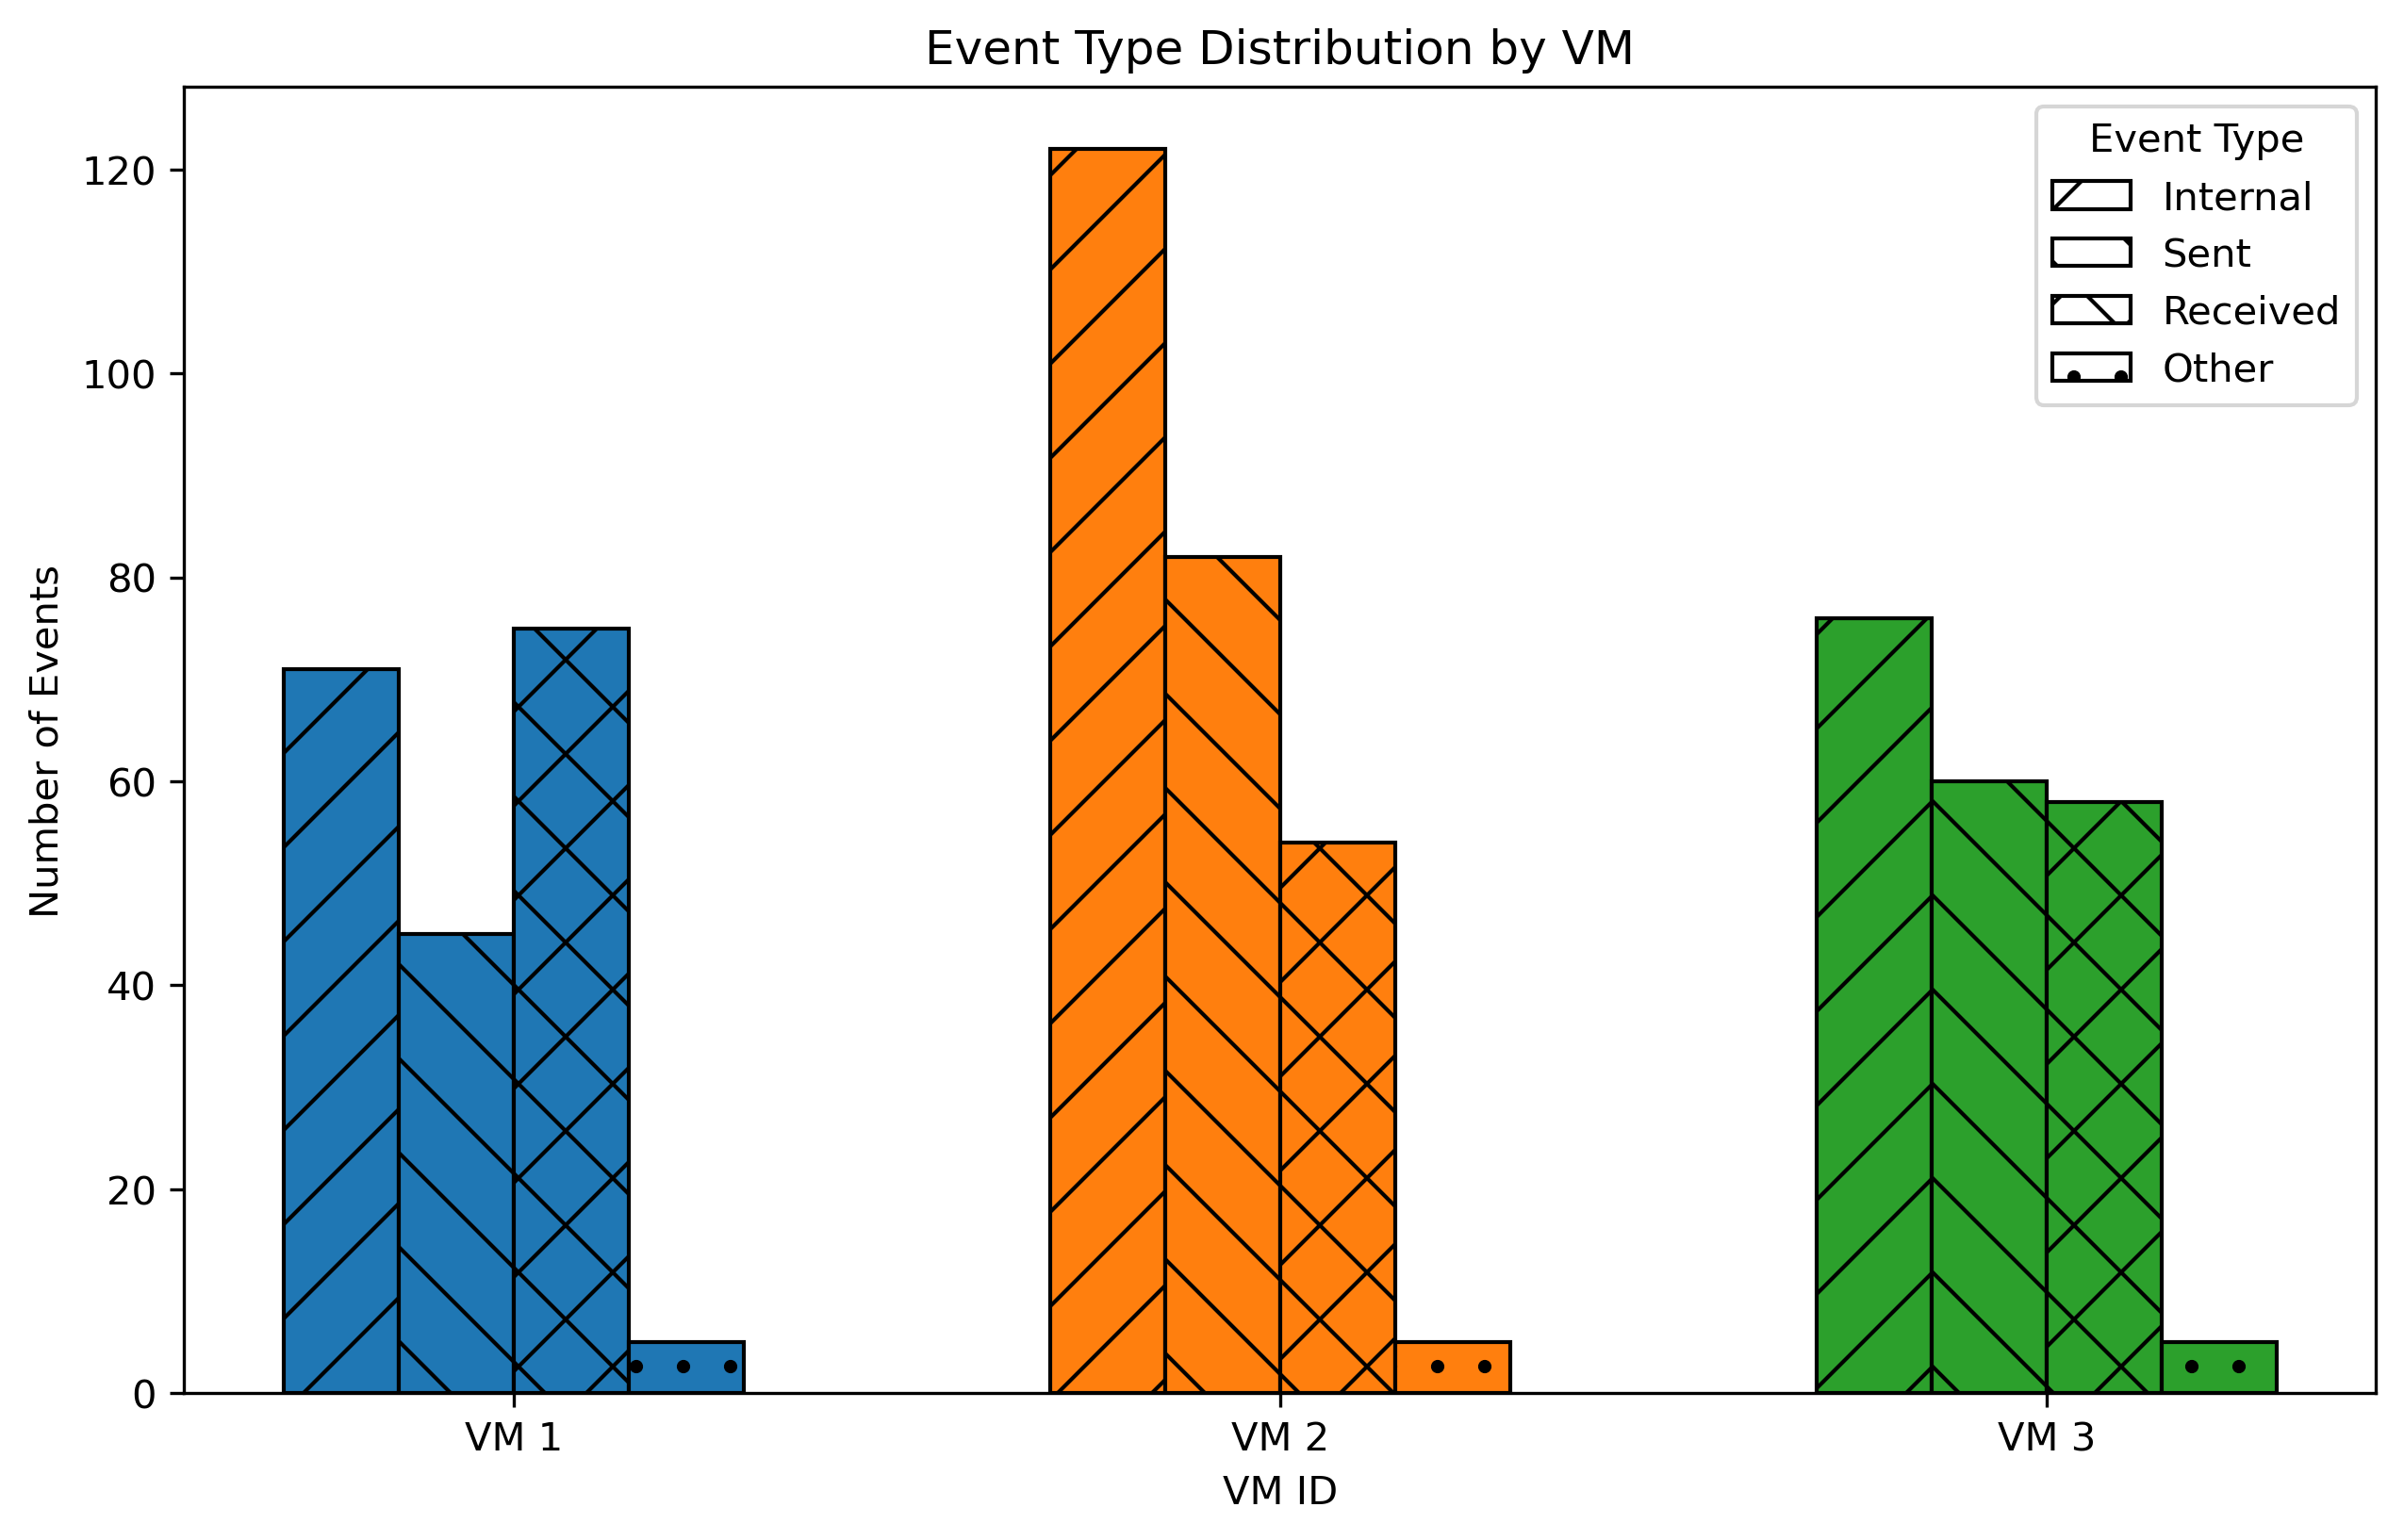 Event Type Distribution by VM
Event Type
Internal
Sent
Received
Other
Number of Events
120
100
80
60
40
20
0
VM 1
VM 2
VM 3
VM ID